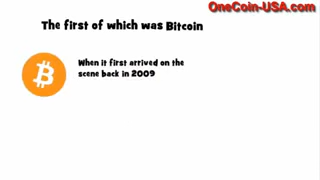 OneCoin-USA.com
The first of which was Bitcoin
When it first arrived on the
scene back in 2009